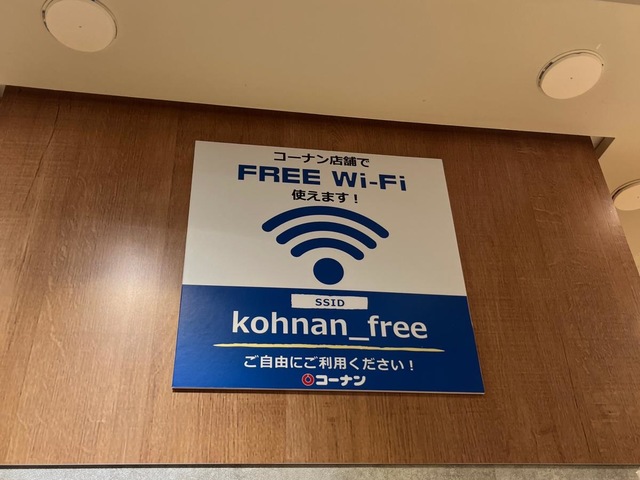 コーナン店舗で
FREE Wi-Fi
使えます!
SSID
kohnan_free
ご自由にご利用ください!
コーナン